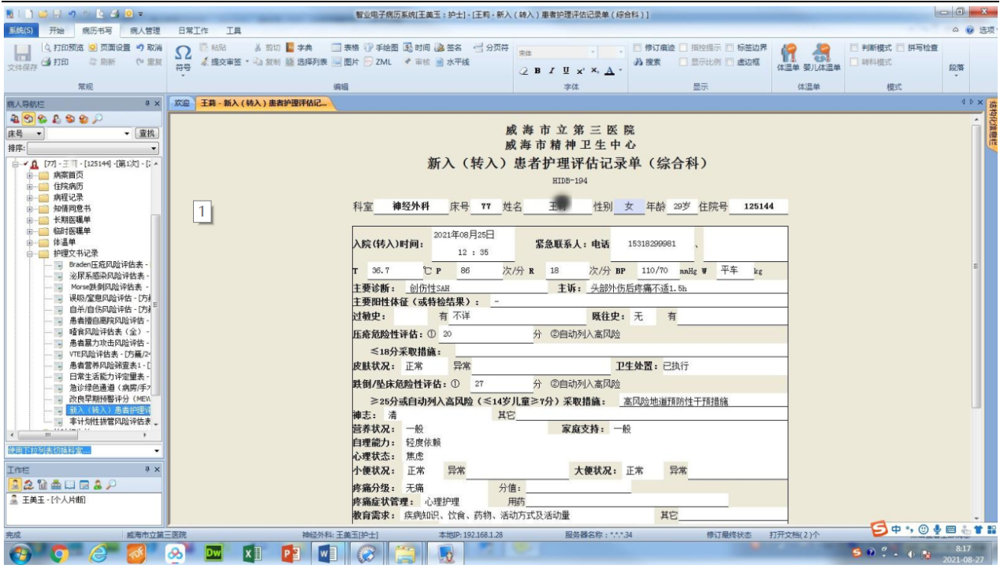 智业电子病历系统[王美玉:护士] - [王莉 - 新入(转入)患者护理评估记录单(综合科)]
系统(S) 开始 病历书写 病人管理 日常工作 工具 选项
打印预览 页面设置 取消 粘贴 剪切 字典 表格 手绘图 时间 签名 分页符 修订痕迹 质控提示 标签边界 判断模式 拼写检查
文件保存 打印 刷新 重复 符号 提交审签 复制 选择列表 图片 ZML 审核 水平线 宋体 B I U x² X₂ A 搜索 显示比例 虚边框 体温单 婴儿体温单 转科模式 段落
常规 编辑 字体 显示 体温单 模式
病人导航栏
床号 查找
排序:
[77] - 王莉 - [125144] -[第1次] -
病案首页
住院病历
病程记录
知情同意书
长期医嘱单
临时医嘱单
体温单
护理文书记录
Braden压疮风险评估表 -
泌尿系感染风险评估表 -
Morse跌倒风险评估表 -
误吸/窒息风险评估 - [方
自杀/自伤风险评估 - [方
患者擅自离院风险评估 -
噎食风险评估表(全) -
患者暴力攻击风险评估 -
VTE风险评估表 - [方赢/2
患者营养风险筛查表1 - [
日常生活能力评定量表 -
急诊绿色通道(病房/手
改良早期预警评分(MEW
新入(转入)患者护理评
非计划性拔管风险评估表
使用下拉列表切换科室...
工作栏
王美玉 - [个人片断]
欢迎 王莉 - 新入(转入)患者护理评估记...
结构化信息栏
1
威海市立第三医院
威海市精神卫生中心
新入(转入)患者护理评估记录单(综合科)
HIDB-194
科室 神经外科 床号 77 姓名 王 性别 女 年龄 29岁 住院号 125144
入院(转入)时间: 2021年08月25日 12 : 35 紧急联系人: 电话 15318299981 、
T 36.7 ℃ P 86 次/分 R 18 次/分 BP 110/70 mmHg W 平车 kg
主要诊断: 创伤性SAH 主诉: 头部外伤后疼痛不适1.5h
主要阳性体征(或特检结果): -
过敏史: 有 不详 既往史: 无 有
压疮危险性评估:① 20 分 ②自动列入高风险
≤18分采取措施:
皮肤状况: 正常 异常 卫生处置: 已执行
跌倒/坠床危险性评估:① 27 分 ②自动列入高风险
≥25分或自动列入高风险(≤14岁儿童≥7分)采取措施: 高风险地道预防性干预措施
神志: 清 其它
营养状况: 一般 家庭支持: 一般
自理能力: 轻度依赖
心理状态: 焦虑
小便状况: 正常 异常 大便状况: 正常 异常
疼痛分级: 无痛 分值:
疼痛症状管理: 心理护理 用药
教育需求: 疾病知识、饮食、药物、活动方式及活动量 其它
完成 威海市立第三医院 神经外科: 王美玉[护士] 本地IP: 192.168.1.28 服务器名称: *.*.*.34 修订最终状态 打开文档(2)个
中
8:17
2021-08-27